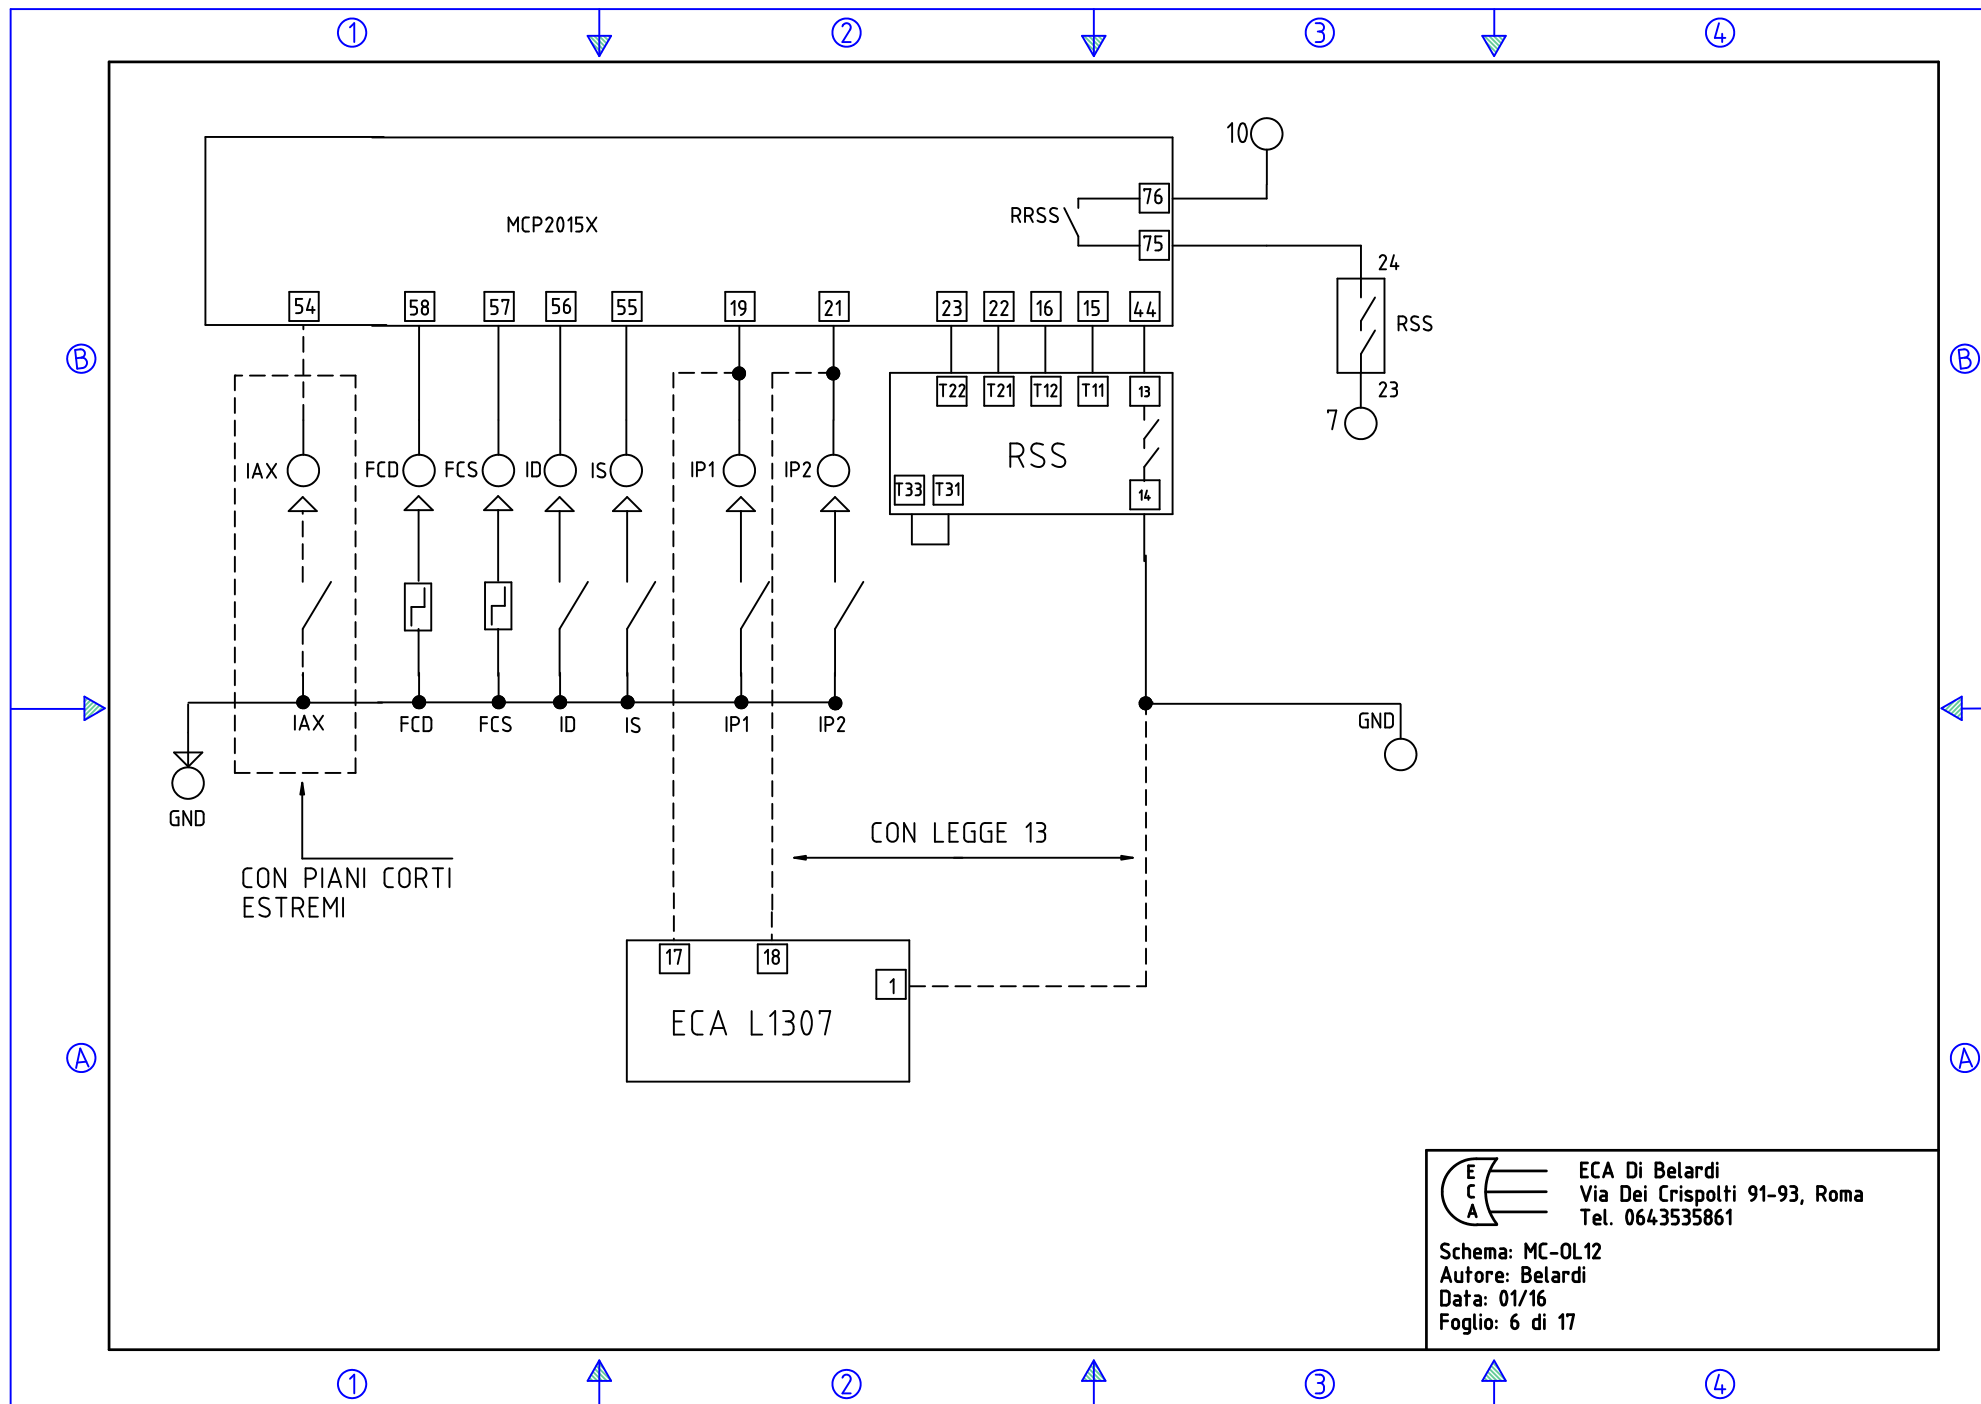 1 2 3 4
10
76
RRSS
MCP2015X
75
24
54 58 57 56 55 19 21 23 22 16 15 44
RSS
B B
T22 T21 T12 T11 13
23
7
RSS
IAX FCD FCS ID IS IP1 IP2
T33 T31 14
IAX FCD FCS ID IS IP1 IP2
GND
GND
CON LEGGE 13
CON PIANI CORTI
ESTREMI
17 18
1
ECA L1307
A A
E
C
A
ECA Di Belardi
Via Dei Crispolti 91-93, Roma
Tel. 0643535861
Schema: MC-OL12
Autore: Belardi
Data: 01/16
Foglio: 6 di 17
1 2 3 4